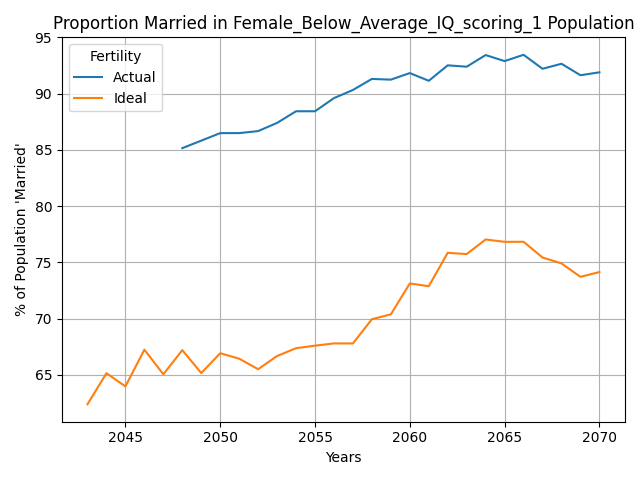 Proportion Married in Female_Below_Average_IQ_scoring_1 Population
Fertility
Actual
Ideal
% of Population 'Married'
95
90
85
80
75
70
65
2045 2050 2055 2060 2065 2070
Years